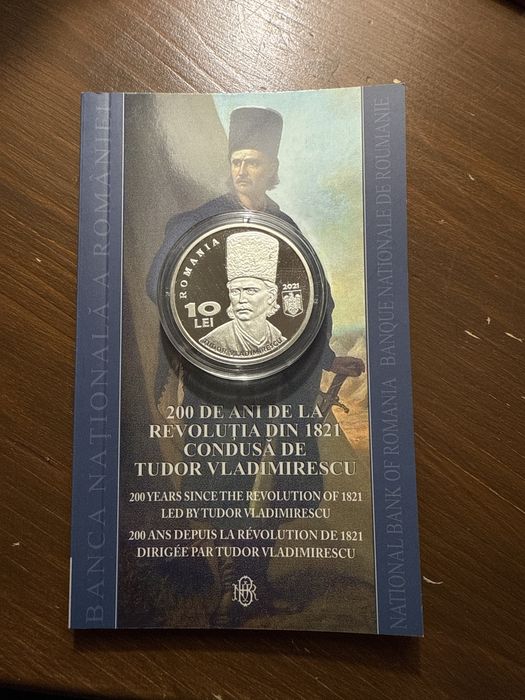 BANCA NAȚIONALĂ A ROMÂNIEI
ROMANIA
10
LEI
2021
TUDOR VLADIMIRESCU
200 DE ANI DE LA
REVOLUȚIA DIN 1821
CONDUSĂ DE
TUDOR VLADIMIRESCU
200 YEARS SINCE THE REVOLUTION OF 1821
LED BY TUDOR VLADIMIRESCU
200 ANS DEPUIS LA RÉVOLUTION DE 1821
DIRIGÉE PAR TUDOR VLADIMIRESCU
NATIONAL BANK OF ROMANIA BANQUE NATIONALE DE ROUMANIE